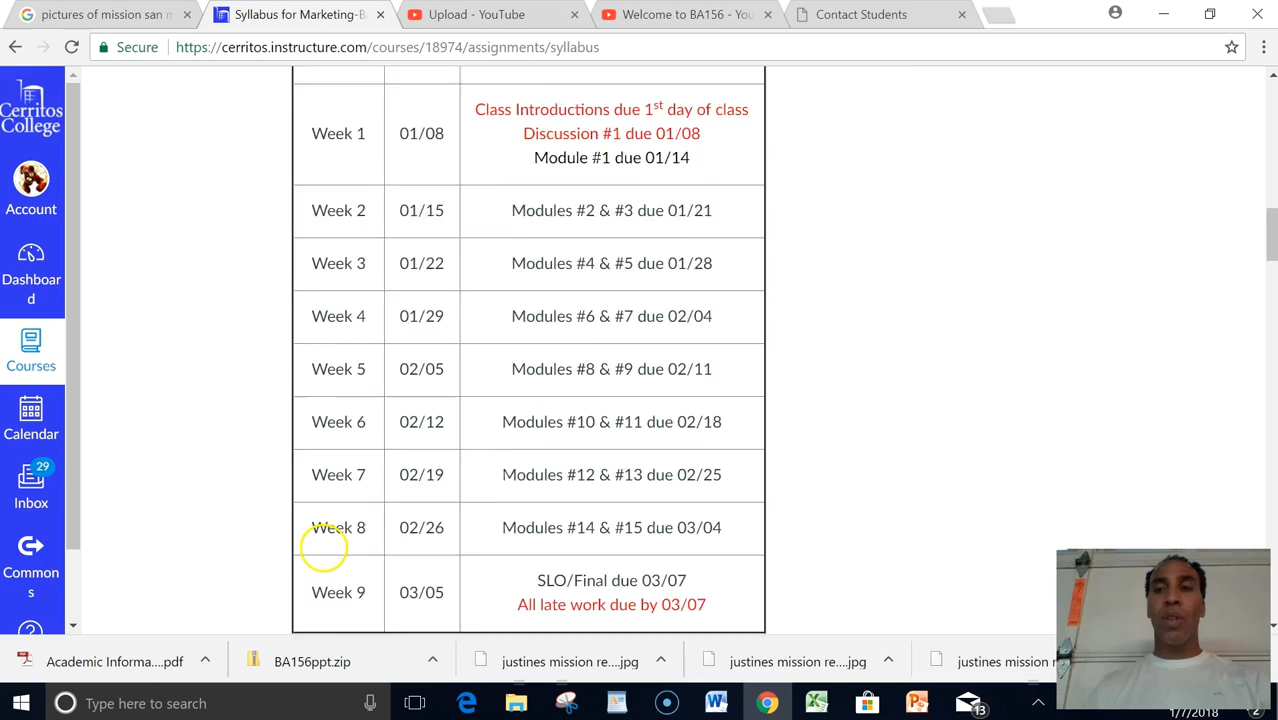 pictures of mission san m
Syllabus for Marketing-B
Upload - YouTube
Welcome to BA156 - You
Contact Students
Secure
https://cerritos.instructure.com/courses/18974/assignments/syllabus
Cerritos
College
Account
Dashboar
d
Courses
Calendar
29
Inbox
Common
s
Week 1 01/08 Class Introductions due 1st day of class
Discussion #1 due 01/08
Module #1 due 01/14
Week 2 01/15 Modules #2 & #3 due 01/21
Week 3 01/22 Modules #4 & #5 due 01/28
Week 4 01/29 Modules #6 & #7 due 02/04
Week 5 02/05 Modules #8 & #9 due 02/11
Week 6 02/12 Modules #10 & #11 due 02/18
Week 7 02/19 Modules #12 & #13 due 02/25
Week 8 02/26 Modules #14 & #15 due 03/04
Week 9 03/05 SLO/Final due 03/07
All late work due by 03/07
Academic Informa....pdf
BA156ppt.zip
justines mission re....jpg
justines mission re....jpg
justines mission
Type here to search
13
1/7/2018
2